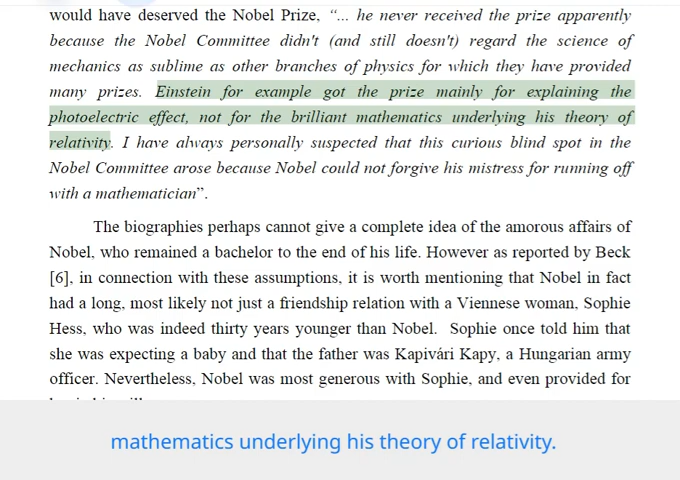 would have deserved the Nobel Prize, “... he never received the prize apparently
because the Nobel Committee didn't (and still doesn't) regard the science of
mechanics as sublime as other branches of physics for which they have provided
many prizes. Einstein for example got the prize mainly for explaining the
photoelectric effect, not for the brilliant mathematics underlying his theory of
relativity. I have always personally suspected that this curious blind spot in the
Nobel Committee arose because Nobel could not forgive his mistress for running off
with a mathematician”.
The biographies perhaps cannot give a complete idea of the amorous affairs of
Nobel, who remained a bachelor to the end of his life. However as reported by Beck
[6], in connection with these assumptions, it is worth mentioning that Nobel in fact
had a long, most likely not just a friendship relation with a Viennese woman, Sophie
Hess, who was indeed thirty years younger than Nobel. Sophie once told him that
she was expecting a baby and that the father was Kapivári Kapy, a Hungarian army
officer. Nevertheless, Nobel was most generous with Sophie, and even provided for
mathematics underlying his theory of relativity.